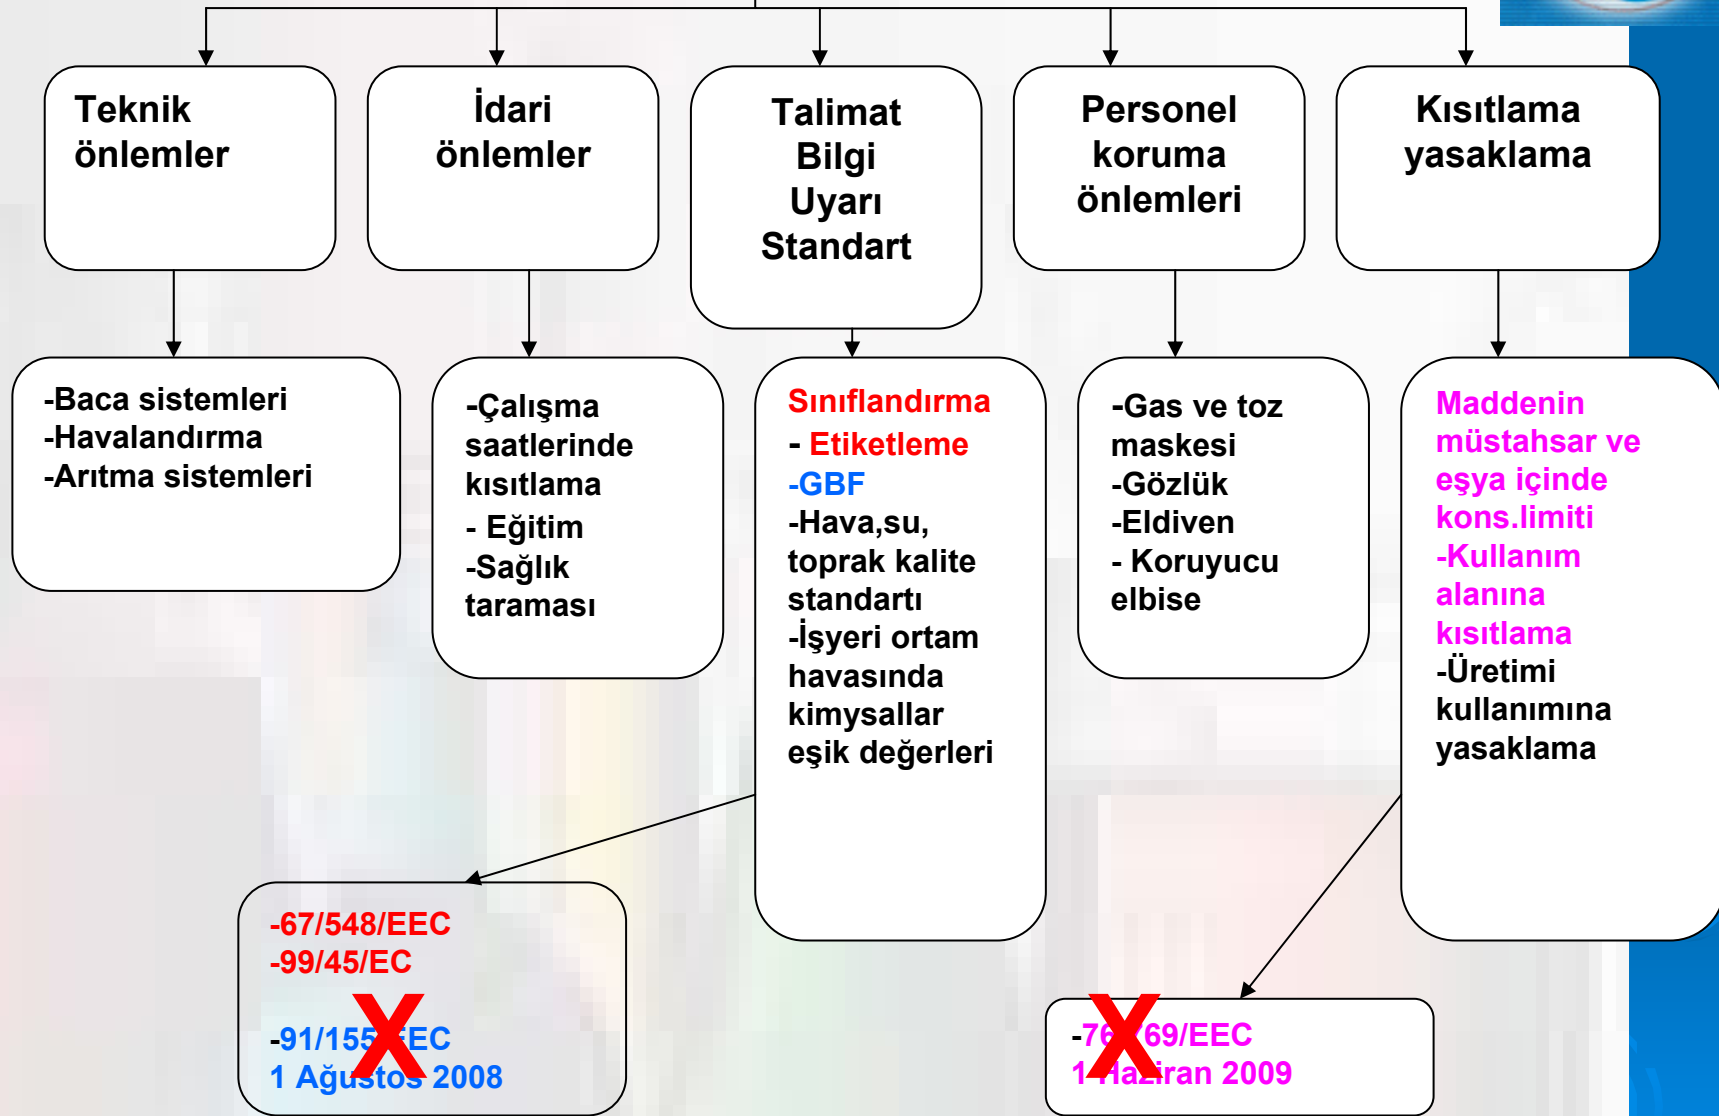 Teknik
önlemler
İdari
önlemler
Talimat
Bilgi
Uyarı
Standart
Personel
koruma
önlemleri
Kısıtlama
yasaklama
-Baca sistemleri
-Havalandırma
-Arıtma sistemleri
-Çalışma
saatlerinde
kısıtlama
- Eğitim
-Sağlık
taraması
Sınıflandırma
- Etiketleme
-GBF
-Hava,su,
toprak kalite
standartı
-İşyeri ortam
havasında
kimysallar
eşik değerleri
-Gas ve toz
maskesi
-Gözlük
-Eldiven
- Koruyucu
elbise
Maddenin
müstahsar ve
eşya içinde
kons.limiti
-Kullanım
alanına
kısıtlama
-Üretimi
kullanımına
yasaklama
-67/548/EEC
-99/45/EC
X
-91/155/EEC
1 Ağustos 2008
X
-76/769/EEC
1 Haziran 2009